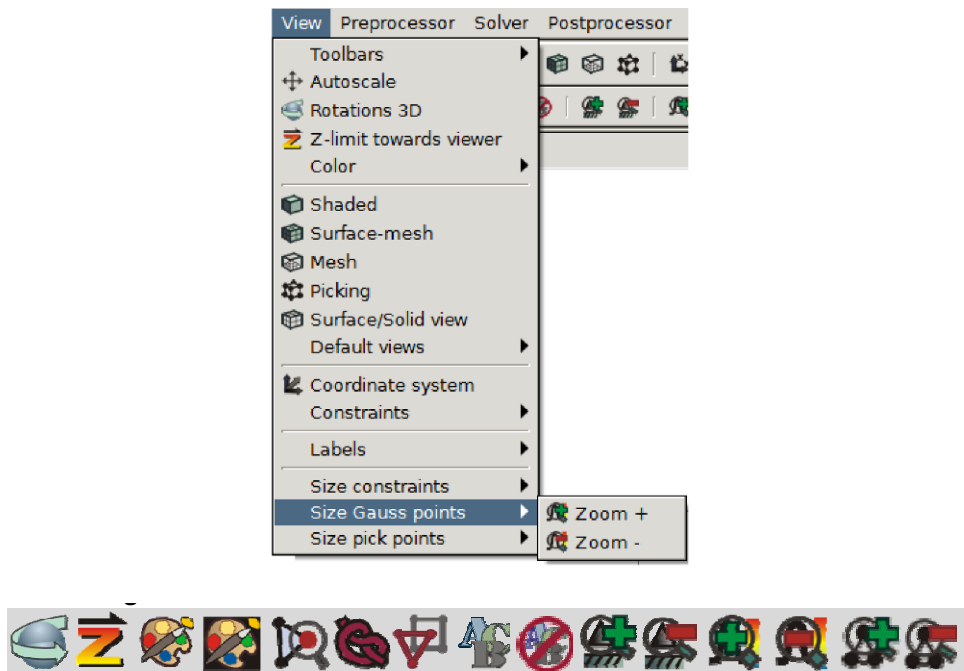 View Preprocessor Solver Postprocessor
Toolbars
Autoscale
Rotations 3D
Z-limit towards viewer
Color
Shaded
Surface-mesh
Mesh
Picking
Surface/Solid view
Default views
Coordinate system
Constraints
Labels
Size constraints
Size Gauss points
Zoom +
Size pick points
Zoom -